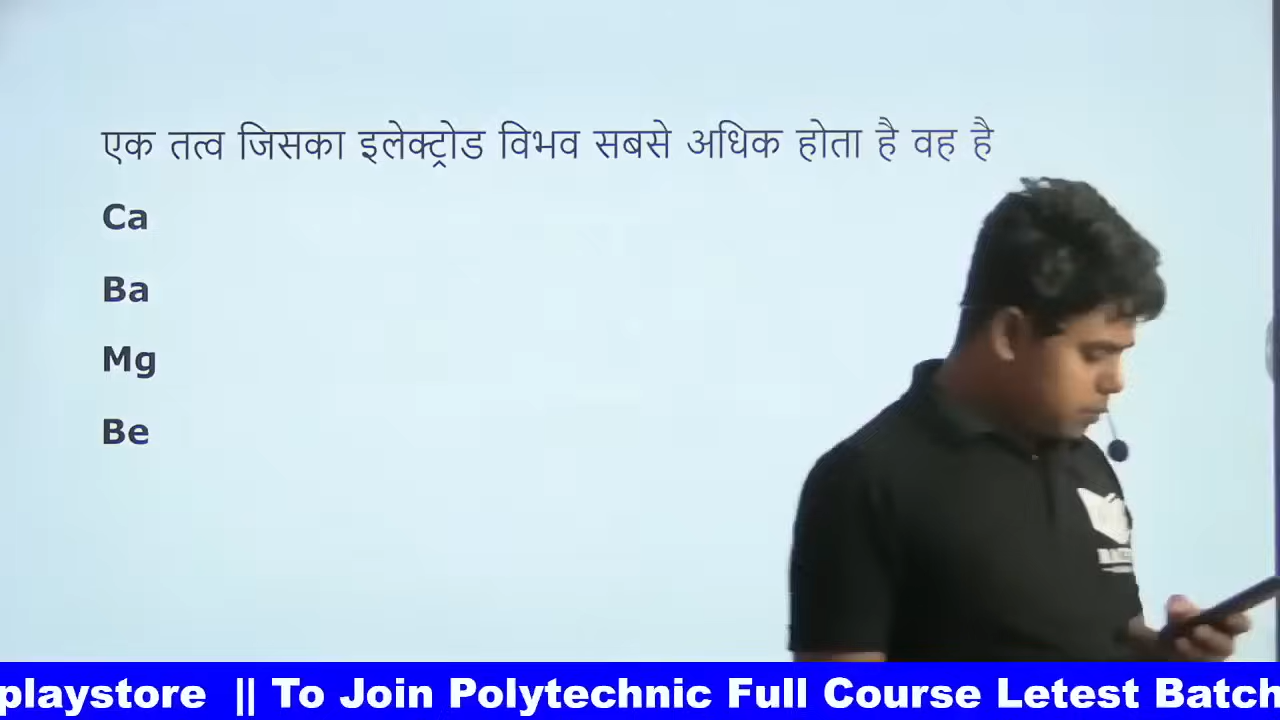 एक तत्व जिसका इलेक्ट्रोड विभव सबसे अधिक होता है वह है
Ca
Ba
Mg
Be
playstore || To Join Polytechnic Full Course Letest Batch